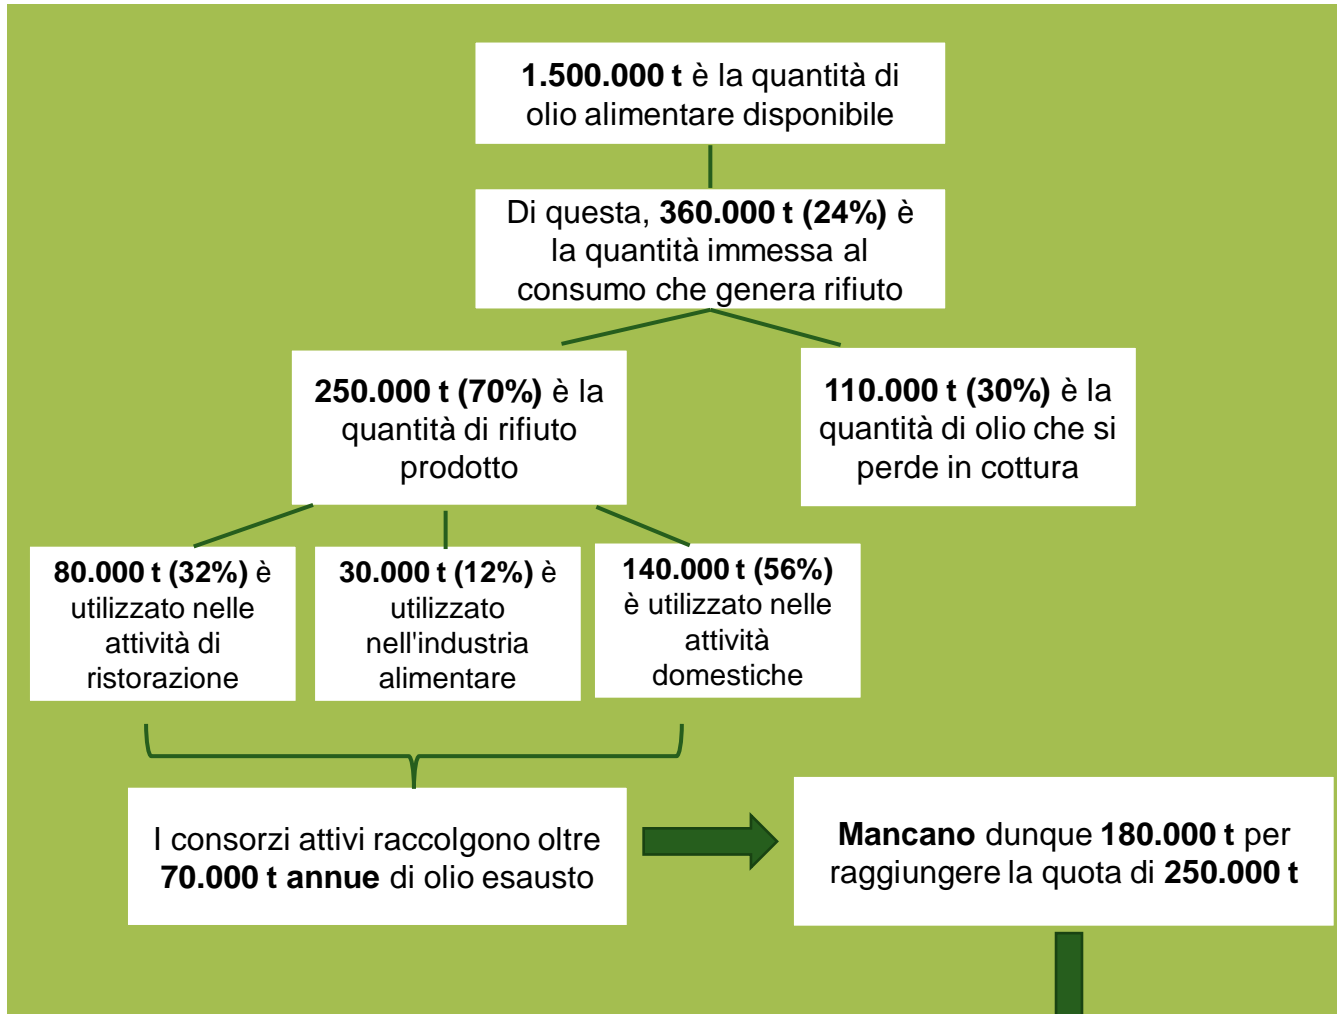 1.500.000 t è la quantità di
olio alimentare disponibile
Di questa, 360.000 t (24%) è
la quantità immessa al
consumo che genera rifiuto
250.000 t (70%) è la
quantità di rifiuto
prodotto
110.000 t (30%) è la
quantità di olio che si
perde in cottura
80.000 t (32%) è
utilizzato nelle
attività di
ristorazione
30.000 t (12%) è
utilizzato
nell'industria
alimentare
140.000 t (56%)
è utilizzato nelle
attività
domestiche
I consorzi attivi raccolgono oltre
70.000 t annue di olio esausto
Mancano dunque 180.000 t per
raggiungere la quota di 250.000 t